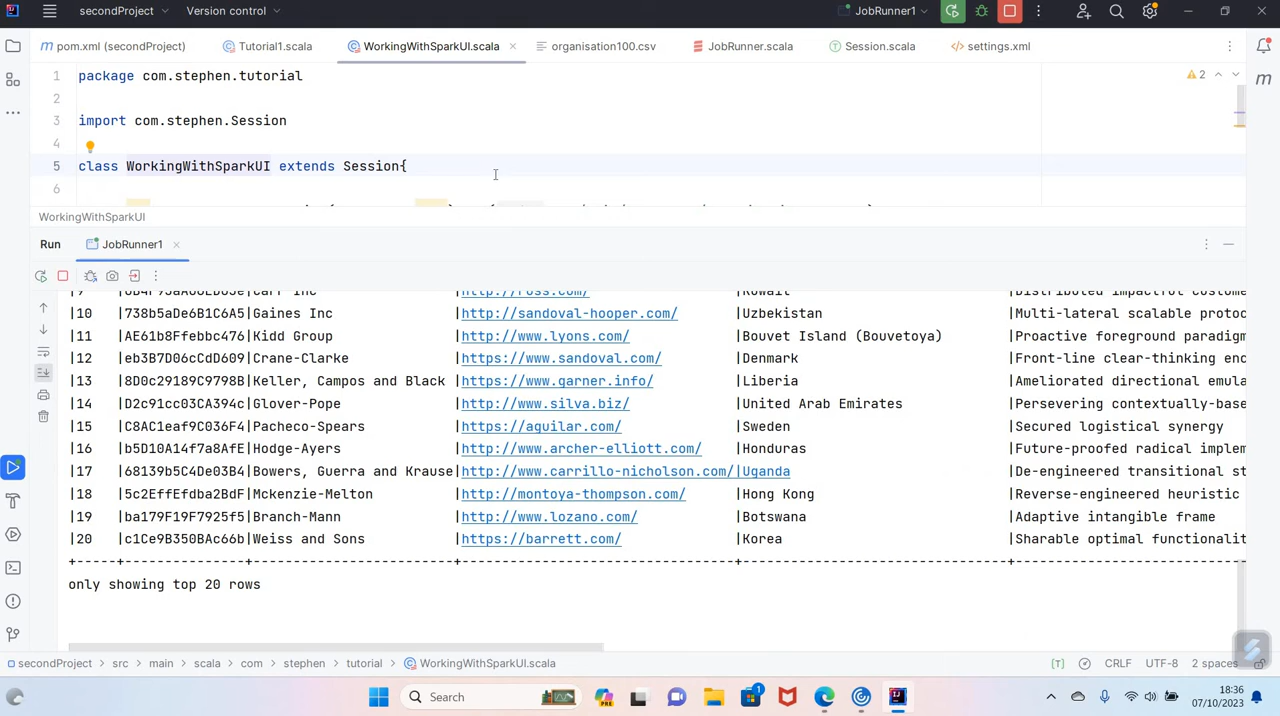 secondProject Version control JobRunner1
pom.xml (secondProject) Tutorial1.scala WorkingWithSparkUI.scala organisation100.csv JobRunner.scala Session.scala settings.xml
1 package com.stephen.tutorial
2
2
3 import com.stephen.Session
4
5 class WorkingWithSparkUI extends Session{
6
WorkingWithSparkUI
Run JobRunner1
|10 |738b5aDe6B1C6A5|Gaines Inc |http://sandoval-hooper.com/ |Uzbekistan |Multi-lateral scalable protoc
|11 |AE61b8Ffebbc476|Kidd Group |http://www.lyons.com/ |Bouvet Island (Bouvetoya) |Proactive foreground paradigm
|12 |eb3B7D06cCdD609|Crane-Clarke |https://www.sandoval.com/ |Denmark |Front-line clear-thinking enc
|13 |8D0c29189C9798B|Keller, Campos and Black |https://www.garner.info/ |Liberia |Ameliorated directional emula
|14 |D2c91cc03CA394c|Glover-Pope |http://www.silva.biz/ |United Arab Emirates |Persevering contextually-base
|15 |C8AC1eaf9C036F4|Pacheco-Spears |https://aguilar.com/ |Sweden |Secured logistical synergy
|16 |b5D10A14f7a8AfE|Hodge-Ayers |http://www.archer-elliott.com/ |Honduras |Future-proofed radical implem
|17 |68139b5C4De03B4|Bowers, Guerra and Krause|http://www.carrillo-nicholson.com/|Uganda |De-engineered transitional st
|18 |5c2EffEfdba2BdF|Mckenzie-Melton |http://montoya-thompson.com/ |Hong Kong |Reverse-engineered heuristic
|19 |ba179F19F7925f5|Branch-Mann |http://www.lozano.com/ |Botswana |Adaptive intangible frame
|20 |c1Ce9B350BAc66b|Weiss and Sons |https://barrett.com/ |Korea |Sharable optimal functionalit
+-----+---------------+-------------------------+----------------------------------+---------------------------------+-----------------------------
only showing top 20 rows
secondProject > src > main > scala > com > stephen > tutorial > WorkingWithSparkUI.scala [T] CRLF UTF-8 2 spaces
Search PRE 1 18:36
07/10/2023